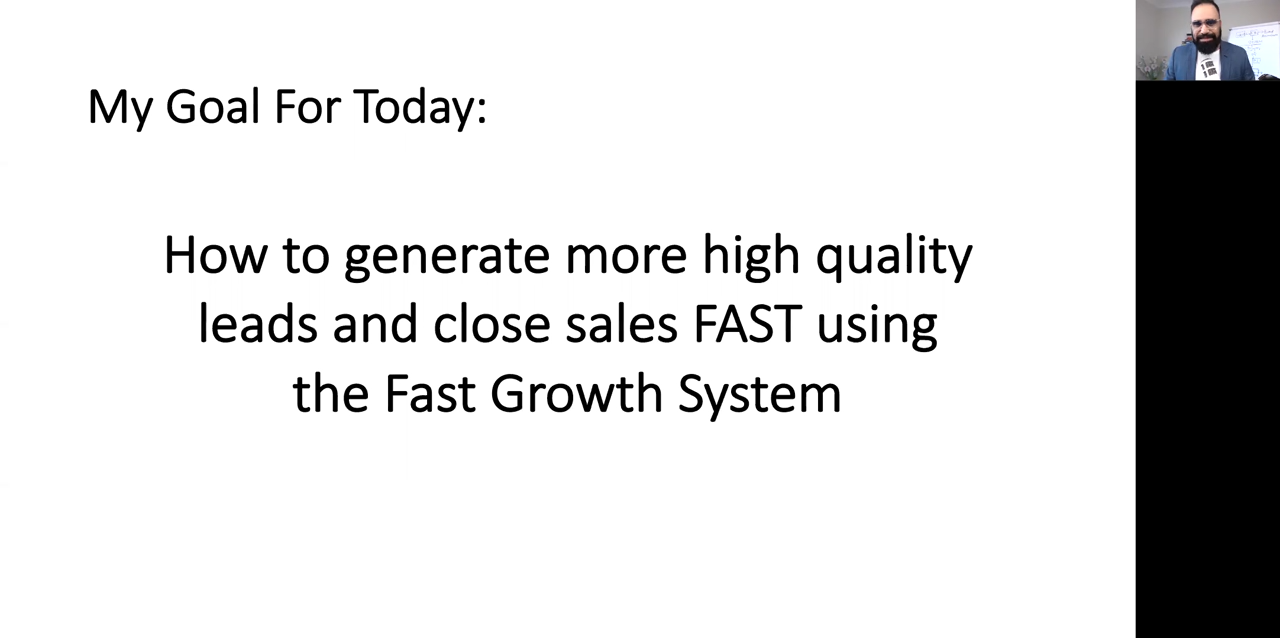 My Goal For Today:
How to generate more high quality
leads and close sales FAST using
the Fast Growth System